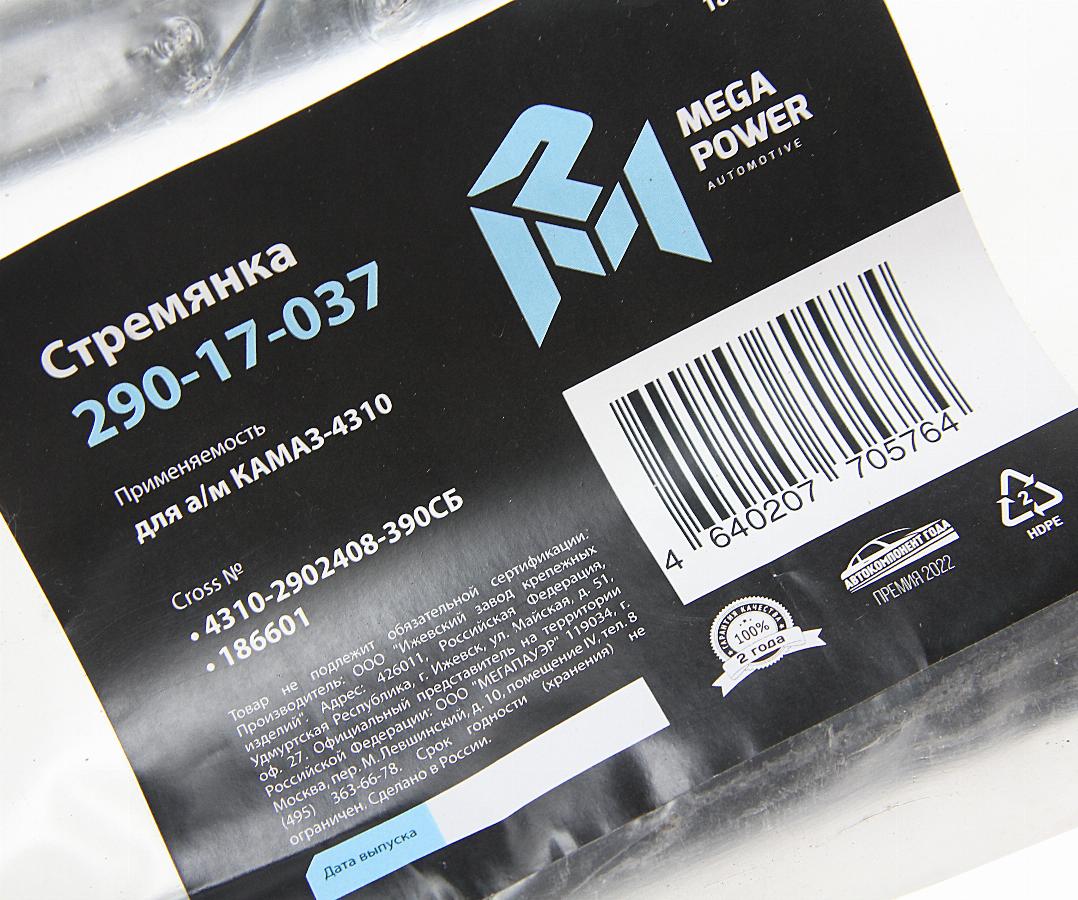 MEGA
POWER
AUTOMOTIVE
Стремянка
290-17-037
Применяемость
для а/м КАМАЗ-4310
Cross №
• 4310-2902408-390СБ
• 186601
Товар не подлежит обязательной сертификации.
Производитель: ООО "Ижевский завод крепежных
изделий". Адрес: 426011, Российская Федерация,
Удмуртская Республика, г. Ижевск, ул. Майская, д. 51,
оф. 27. Официальный представитель на территории
Российской Федерации: ООО "МЕГАПАУЭР" 119034, г.
Москва, пер. М.Левшинский, д. 10, помещение IV, тел. 8
(495) 363-66-78. Срок годности (хранения) не
ограничен. Сделано в России.
Дата выпуска
4 640207 705764
ГАРАНТИЯ КАЧЕСТВА
100%
2 года
АВТОКОМПОНЕНТ ГОДА
ПРЕМИЯ 2022
2
HDPE